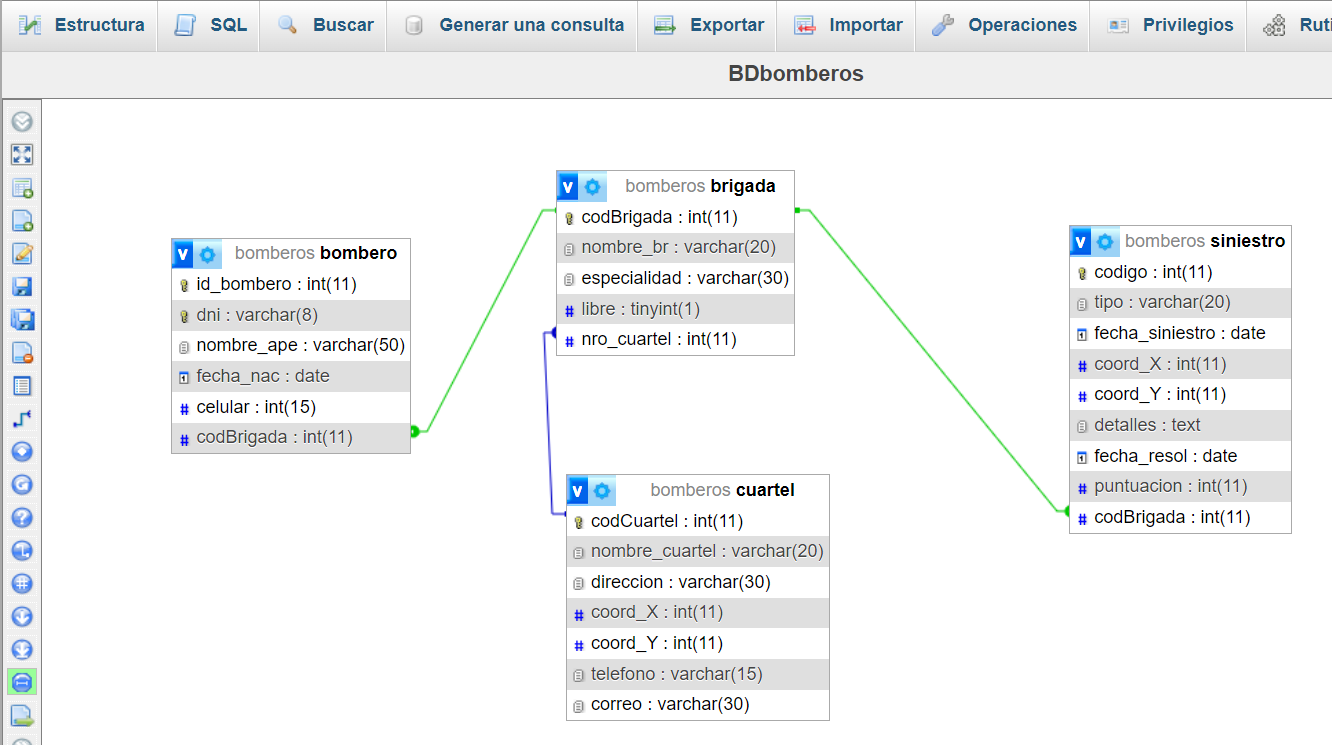 Estructura SQL Buscar Generar una consulta Exportar Importar Operaciones Privilegios Ruti
BDbomberos
v bomberos bombero
id_bombero : int(11)
dni : varchar(8)
nombre_ape : varchar(50)
fecha_nac : date
celular : int(15)
codBrigada : int(11)
v bomberos brigada
codBrigada : int(11)
nombre_br : varchar(20)
especialidad : varchar(30)
libre : tinyint(1)
nro_cuartel : int(11)
v bomberos cuartel
codCuartel : int(11)
nombre_cuartel : varchar(20)
direccion : varchar(30)
coord_X : int(11)
coord_Y : int(11)
telefono : varchar(15)
correo : varchar(30)
v bomberos siniestro
codigo : int(11)
tipo : varchar(20)
fecha_siniestro : date
coord_X : int(11)
coord_Y : int(11)
detalles : text
fecha_resol : date
puntuacion : int(11)
codBrigada : int(11)